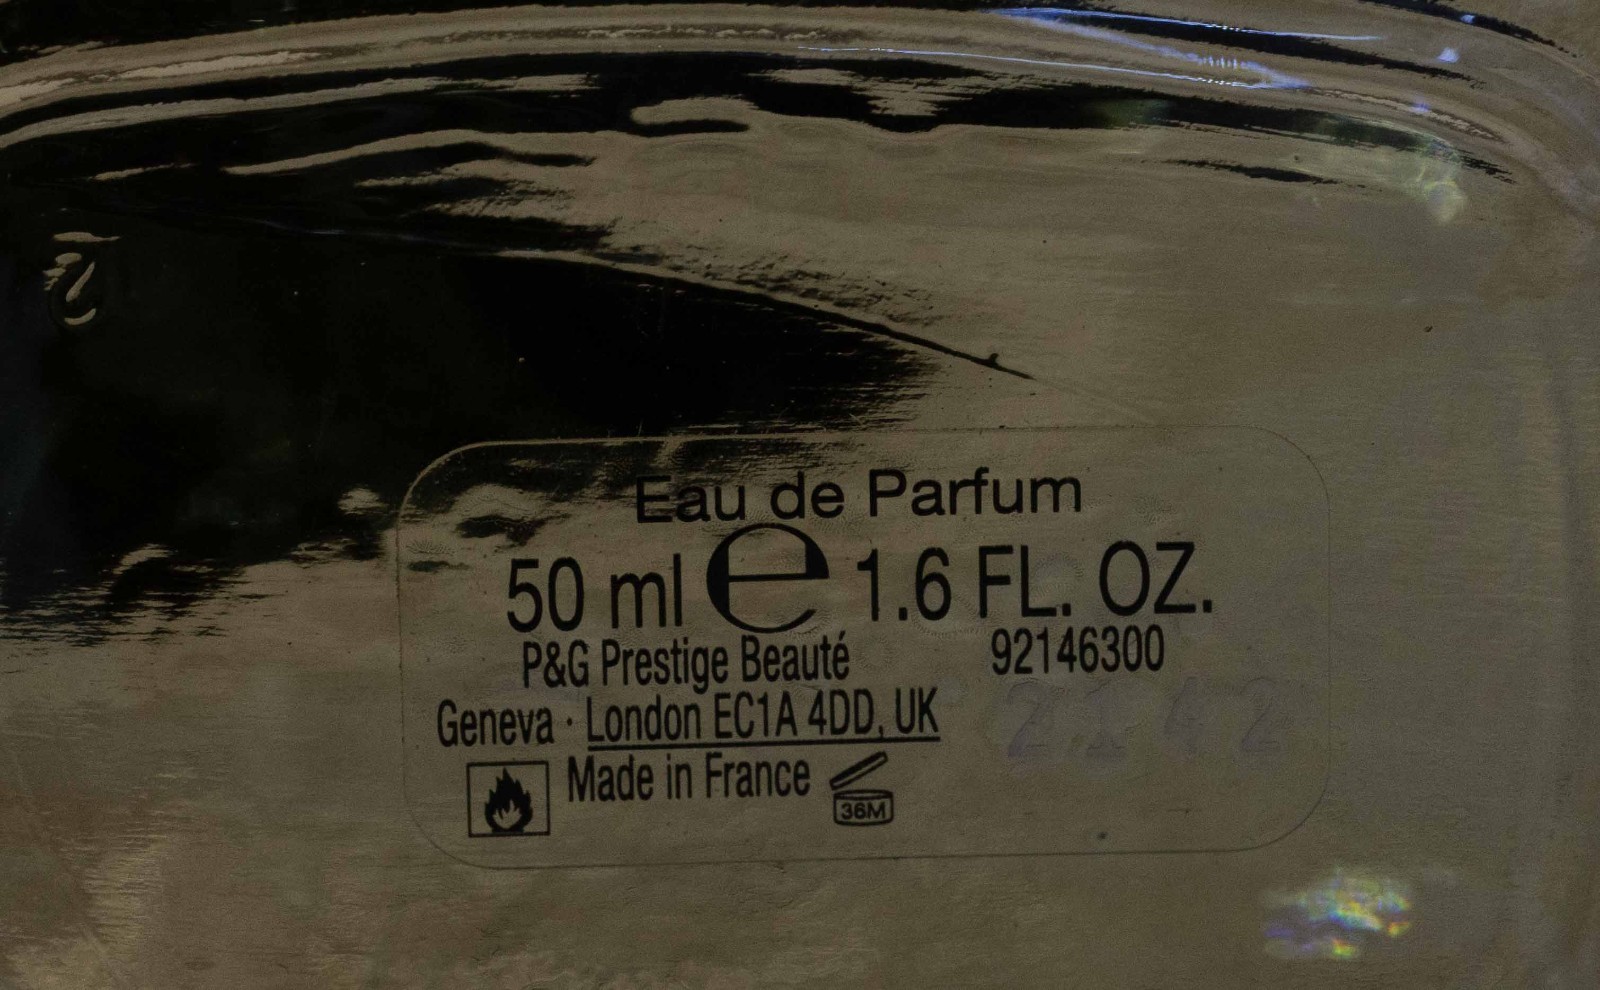 Eau de Parfum
50 ml e 1.6 FL. OZ.
P&G Prestige Beauté 92146300
Geneva · London EC1A 4DD, UK
2142
Made in France 36M